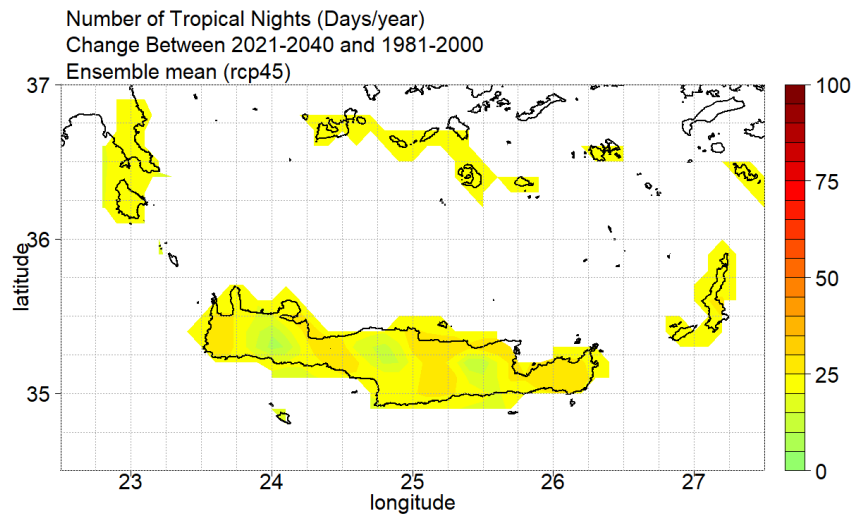 Number of Tropical Nights (Days/year)
Change Between 2021-2040 and 1981-2000
Ensemble mean (rcp45)
37
36
35
latitude
23
24
25
26
27
longitude
100
75
50
25
0